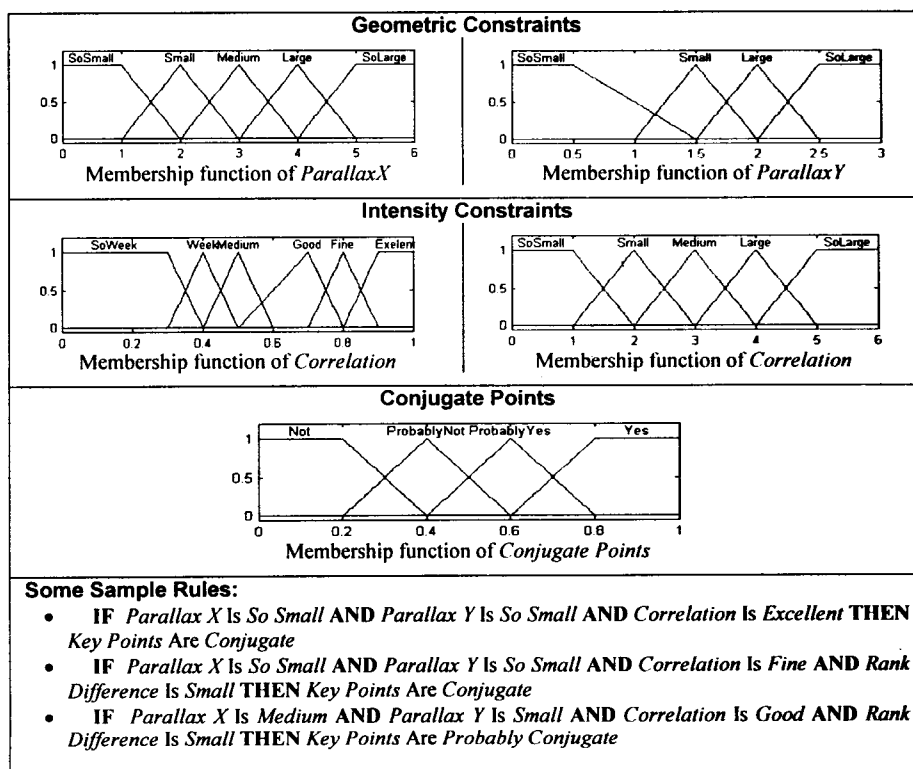 Geometric Constraints
SoSmall Small Medium Large SoLarge
1
0.5
0
0 1 2 3 4 5 6
Membership function of ParallaxX
SoSmall Small Large SoLarge
1
0.5
0
0 0.5 1 1.5 2 2.5 3
Membership function of ParallaxY
Intensity Constraints
SoWeek WeekMedium Good Fine Exelent
1
0.5
0
0 0.2 0.4 0.6 0.8 1
Membership function of Correlation
SoSmall Small Medium Large SoLarge
1
0.5
0
0 1 2 3 4 5 6
Membership function of Correlation
Conjugate Points
Not ProbablyNot ProbablyYes Yes
1
0.5
0
0 0.2 0.4 0.6 0.8 1
Membership function of Conjugate Points
Some Sample Rules:
• IF Parallax X Is So Small AND Parallax Y Is So Small AND Correlation Is Excellent THEN
Key Points Are Conjugate
• IF Parallax X Is So Small AND Parallax Y Is So Small AND Correlation Is Fine AND Rank
Difference Is Small THEN Key Points Are Conjugate
• IF Parallax X Is Medium AND Parallax Y Is Small AND Correlation Is Good AND Rank
Difference Is Small THEN Key Points Are Probably Conjugate